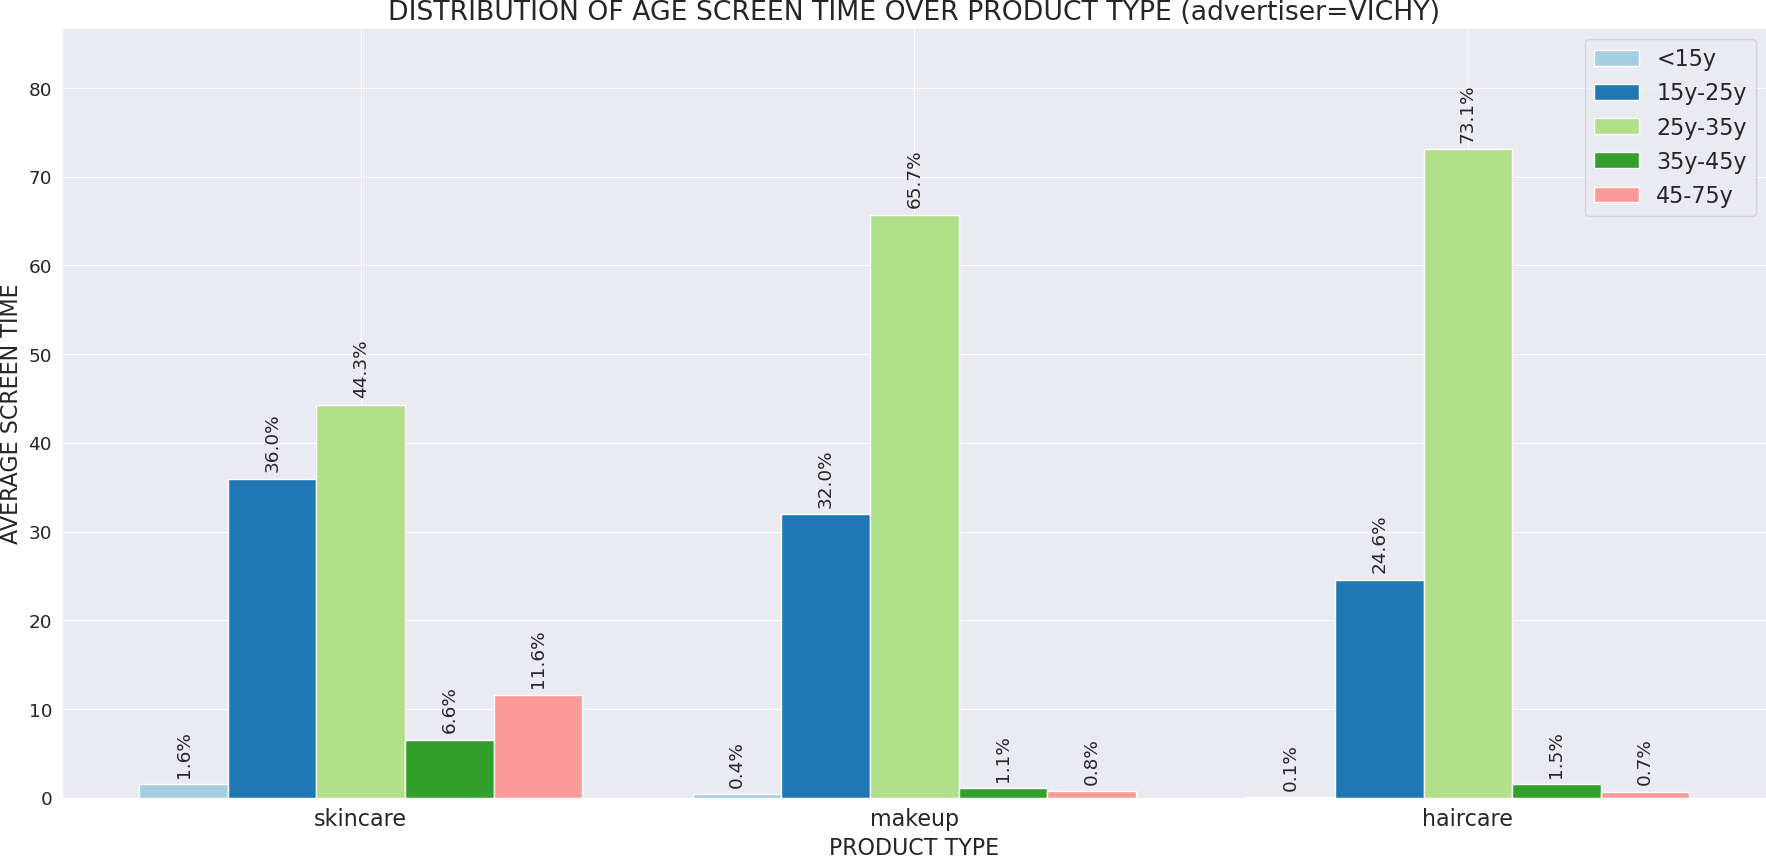 DISTRIBUTION OF AGE SCREEN TIME OVER PRODUCT TYPE (advertiser=VICHY)
<15y
15y-25y
25y-35y
35y-45y
45-75y
AVERAGE SCREEN TIME
80
70
60
50
40
30
20
10
0
1.6%
36.0%
44.3%
6.6%
11.6%
0.4%
32.0%
65.7%
1.1%
0.8%
0.1%
24.6%
73.1%
1.5%
0.7%
skincare
makeup
haircare
PRODUCT TYPE